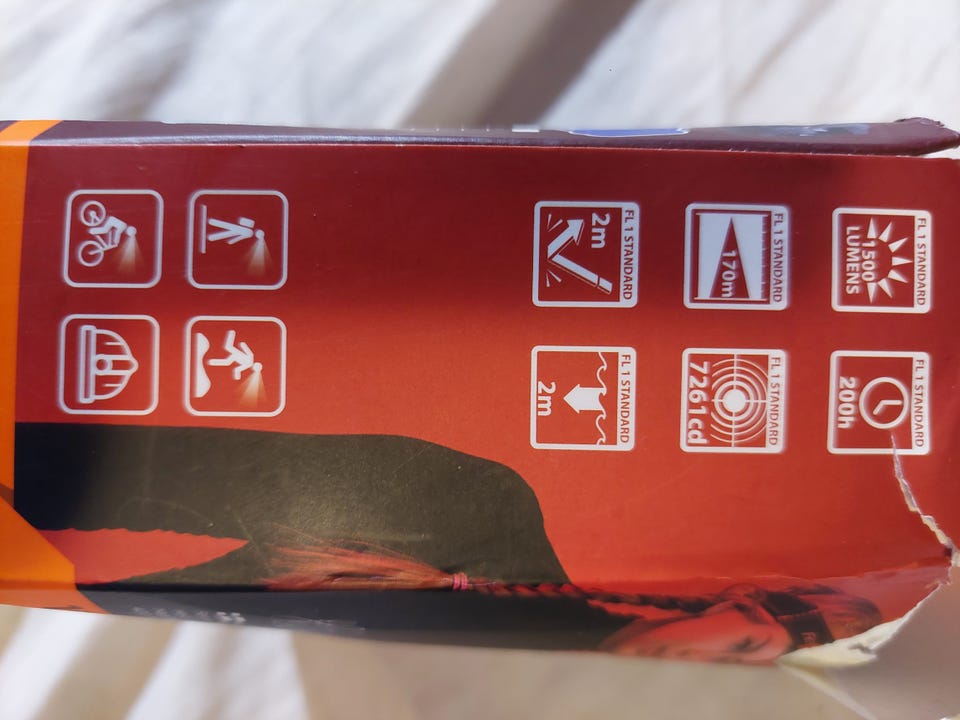 FL 1 STANDARD
1500
LUMENS
FL 1 STANDARD
200h
FL 1 STANDARD
170m
FL 1 STANDARD
7261cd
FL 1 STANDARD
2m
FL 1 STANDARD
2m